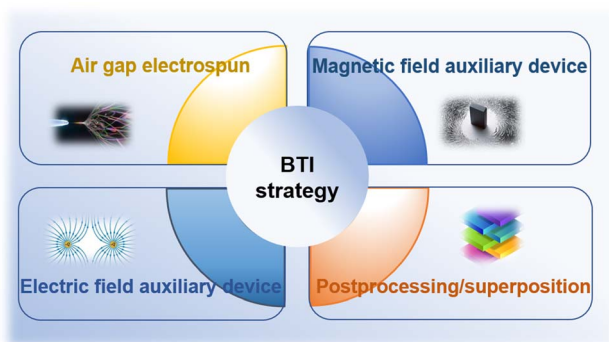 Air gap electrospun
Magnetic field auxiliary device
BTI
strategy
Electric field auxiliary device
Postprocessing/superposition